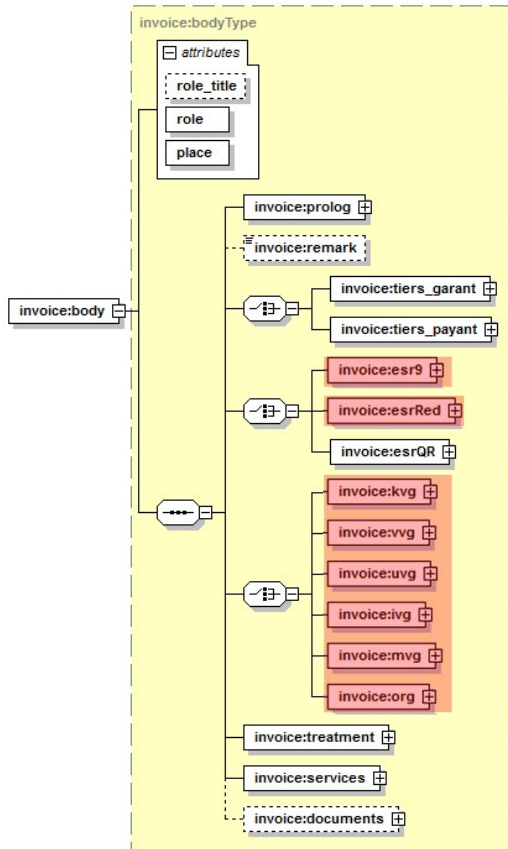 invoice:bodyType
attributes
role_title
role
place
invoice:prolog
invoice:remark
invoice:tiers_garant
invoice:body
invoice:tiers_payant
invoice:esr9
invoice:esrRed
invoice:esrQR
invoice:kvg
invoice:vvg
invoice:uvg
invoice:ivg
invoice:mvg
invoice:org
invoice:treatment
invoice:services
invoice:documents